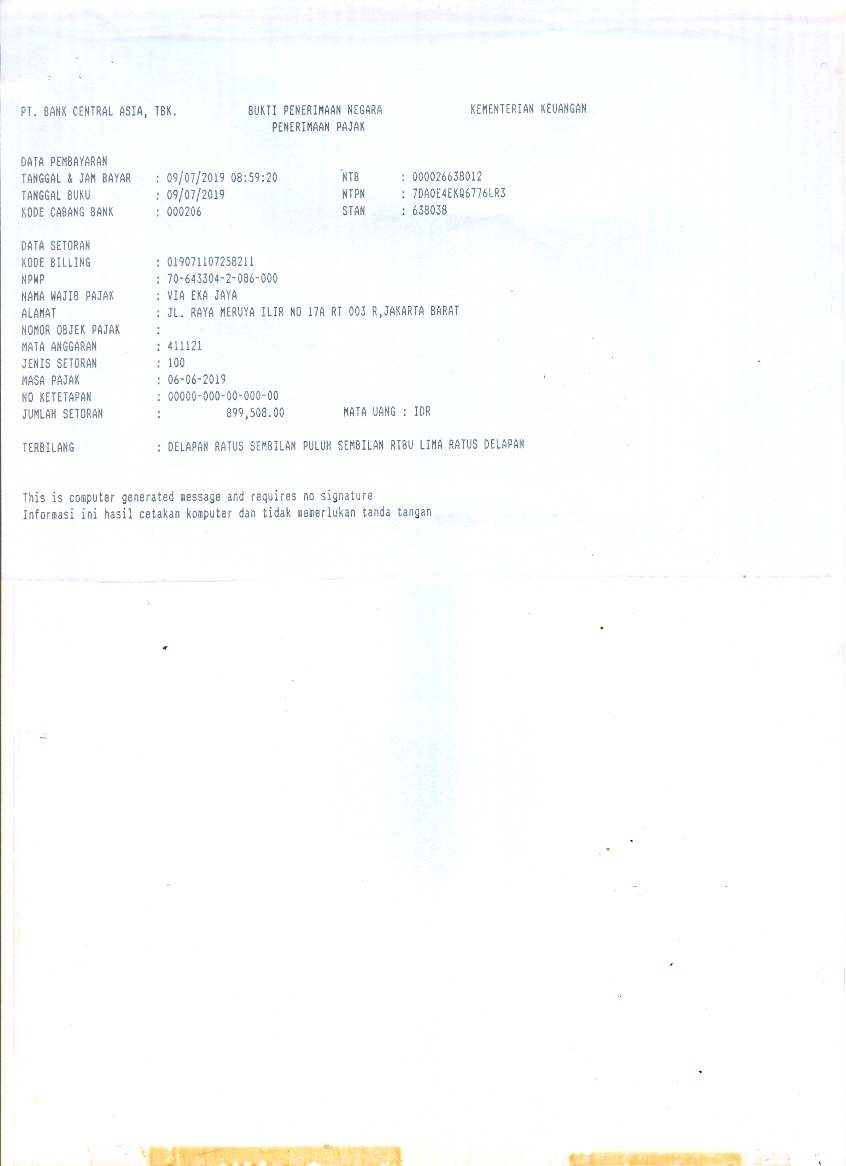 PT. BANK CENTRAL ASIA, TBK. BUKTI PENERIMAAN NEGARA KEMENTERIAN KEUANGAN
PENERIMAAN PAJAK
DATA PEMBAYARAN
TANGGAL & JAM BAYAR : 09/07/2019 08:59:20 NTB : 000026638012
TANGGAL BUKU : 09/07/2019 NTPN : 7DA0E4EKQ6776LR3
KODE CABANG BANK : 000206 STAN : 638038
DATA SETORAN
KODE BILLING : 019071107258211
NPWP : 70-643304-2-086-000
NAMA WAJIB PAJAK : VIA EKA JAYA
ALAMAT : JL. RAYA MERUYA ILIR NO 17A RT 003 R,JAKARTA BARAT
NOMOR OBJEK PAJAK :
MATA ANGGARAN : 411121
JENIS SETORAN : 100
MASA PAJAK : 06-06-2019
NO KETETAPAN : 00000-000-00-000-00
JUMLAH SETORAN : 899,508.00 MATA UANG : IDR
TERBILANG : DELAPAN RATUS SEMBILAN PULUH SEMBILAN RIBU LIMA RATUS DELAPAN
This is computer generated message and requires no signature
Informasi ini hasil cetakan komputer dan tidak memerlukan tanda tangan